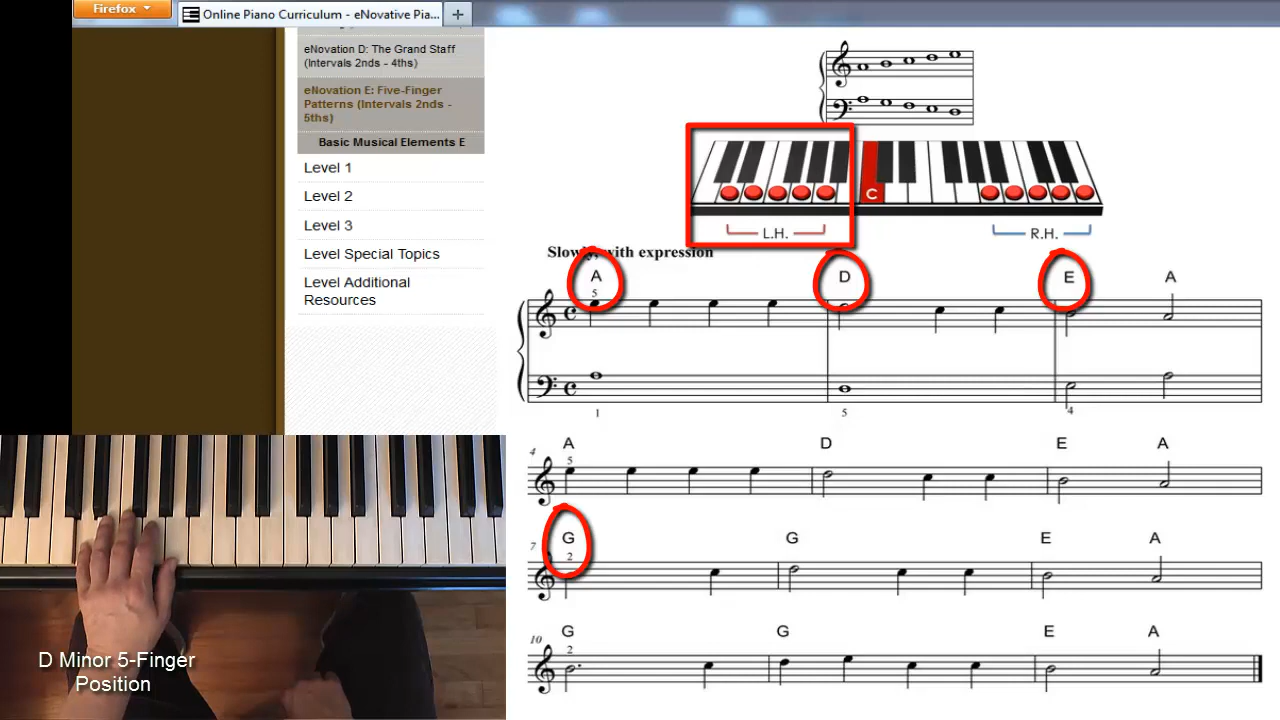 Firefox
Online Piano Curriculum - eNovative Pia...
eNovation D: The Grand Staff
(Intervals 2nds - 4ths)
eNovation E: Five-Finger
Patterns (Intervals 2nds -
5ths)
Basic Musical Elements E
Level 1
Level 2
Level 3
Level Special Topics
Level Additional
Resources
C
L.H.
R.H.
Slowly, with expression
A D E A
5
1 5 4
4
A D E A
5
7
G G E A
2
10
G G E A
2
D Minor 5-Finger
Position